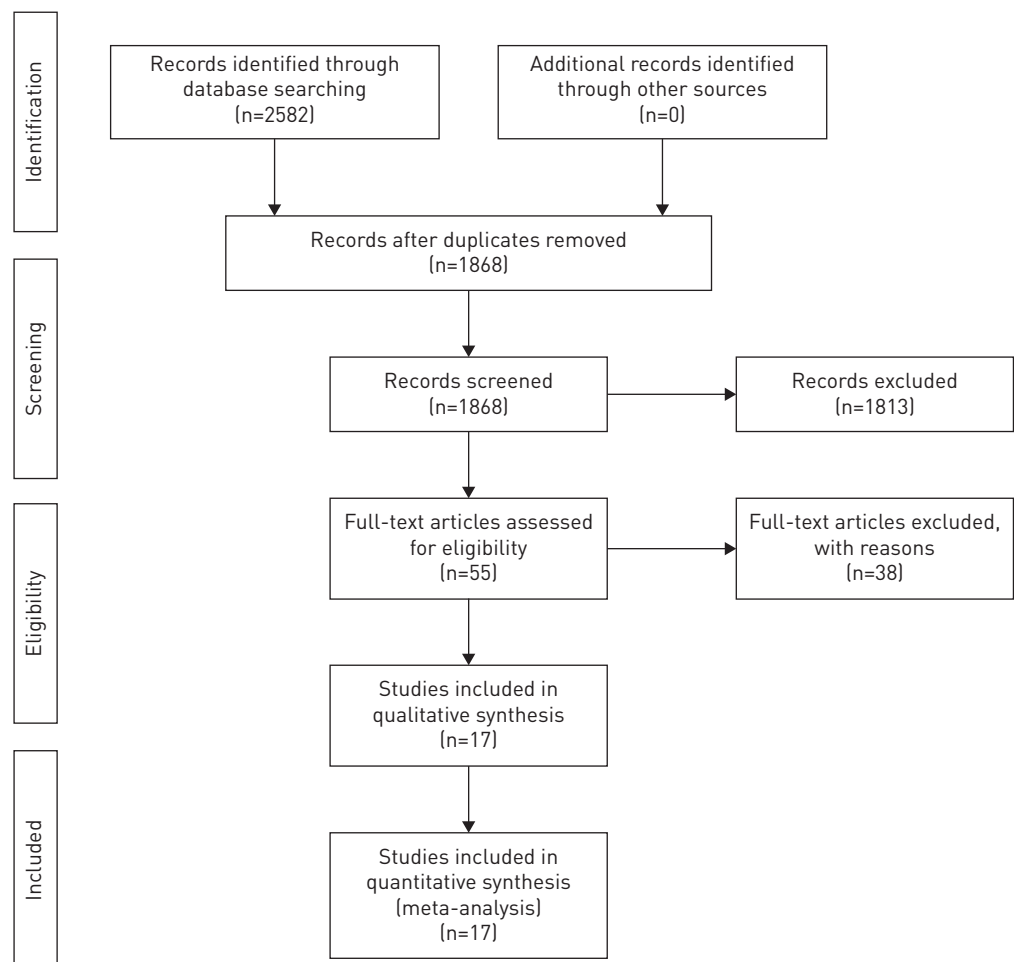 Identification
Records identified through
database searching
(n=2582)
Additional records identified
through other sources
(n=0)
Records after duplicates removed
(n=1868)
Screening
Records screened
(n=1868)
Records excluded
(n=1813)
Eligibility
Full-text articles assessed
for eligibility
(n=55)
Full-text articles excluded,
with reasons
(n=38)
Studies included in
qualitative synthesis
(n=17)
Included
Studies included in
quantitative synthesis
(meta-analysis)
(n=17)